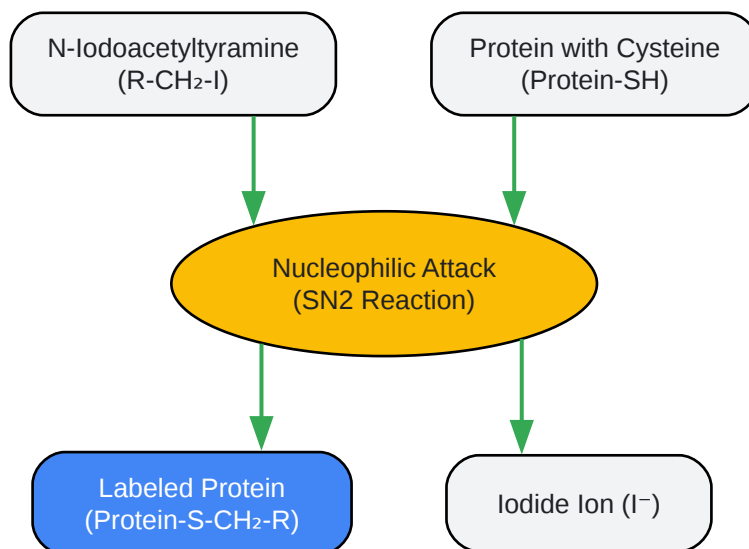 N-Iodoacetyltyramine
(R-CH₂-I)
Protein with Cysteine
(Protein-SH)
Nucleophilic Attack
(SN2 Reaction)
Labeled Protein
(Protein-S-CH₂-R)
Iodide Ion (I⁻)